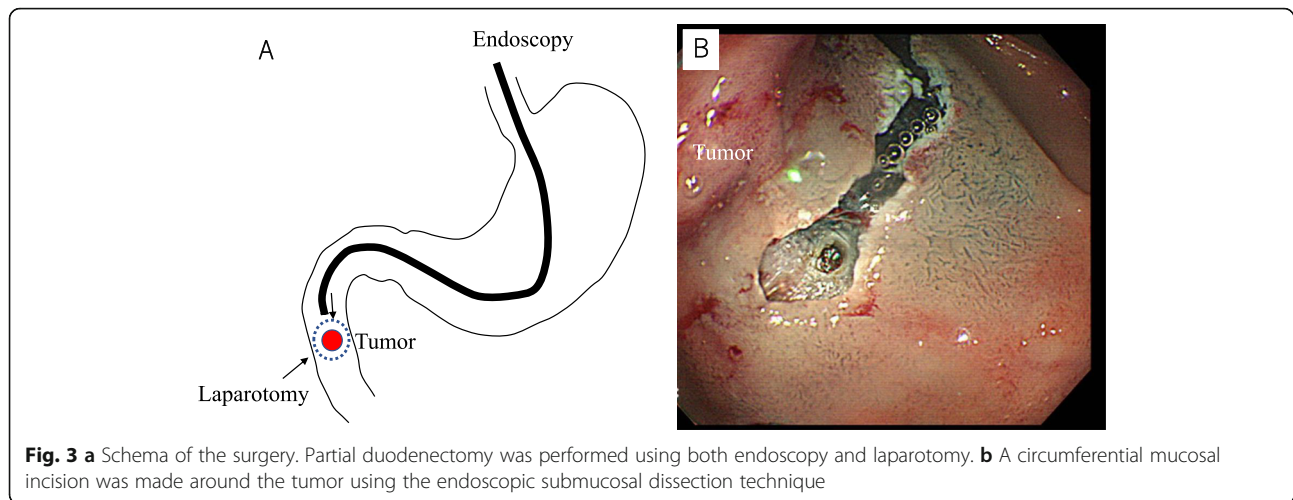 A
Endoscopy
Tumor
Laparotomy
B
Tumor
Fig. 3 a Schema of the surgery. Partial duodenectomy was performed using both endoscopy and laparotomy. b A circumferential mucosal
incision was made around the tumor using the endoscopic submucosal dissection technique